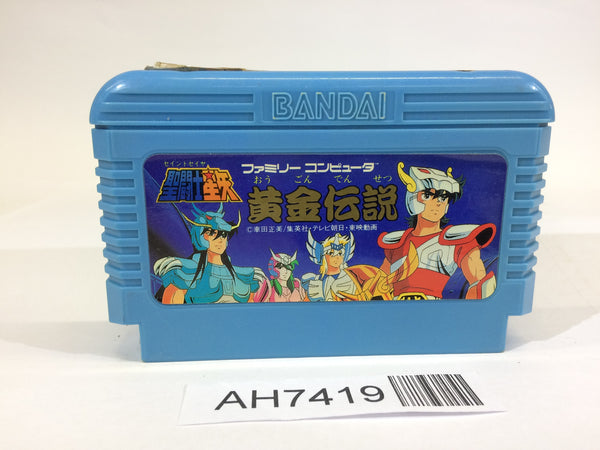 BANDAI
セイントセイヤ
聖闘士星矢
ファミリー コンピュータ™
おうごんでんせつ
黄金伝説
©車田正美/集英社・テレビ朝日・東映動画
AH7419